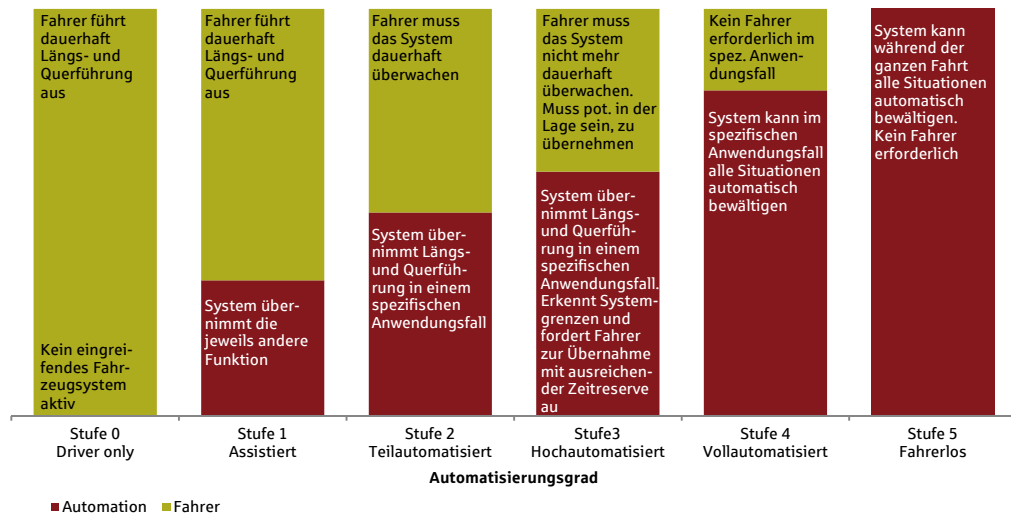 Fahrer führt
dauerhaft
Längs- und
Querführung
aus
Kein eingrei-
fendes Fahr-
zeugsystem
aktiv
Fahrer führt
dauerhaft
Längs- und
Querführung
aus
System über-
nimmt die
jeweils andere
Funktion
Fahrer muss
das System
dauerhaft
überwachen
System über-
nimmt Längs-
und Querfüh-
rung in einem
spezifischen
Anwendungsfall
Fahrer muss
das System
nicht mehr
dauerhaft
überwachen.
Muss pot. in der
Lage sein, zu
übernehmen
System über-
nimmt Längs-
und Querfüh-
rung in einem
spezifischen
Anwendungsfall.
Erkennt System-
grenzen und
fordert Fahrer
zur Übernahme
mit ausreichen-
der Zeitreserve
au
Kein Fahrer
erforderlich im
spez. Anwen-
dungsfall
System kann im
spezifischen
Anwendungsfall
alle Situationen
automatisch
bewältigen
System kann
während der
ganzen Fahrt
alle Situationen
automatisch
bewältigen.
Kein Fahrer
erforderlich
Stufe 0
Driver only
Stufe 1
Assistiert
Stufe 2
Teilautomatisiert
Stufe3
Hochautomatisiert
Stufe 4
Vollautomatisiert
Stufe 5
Fahrerlos
Automatisierungsgrad
Automation
Fahrer